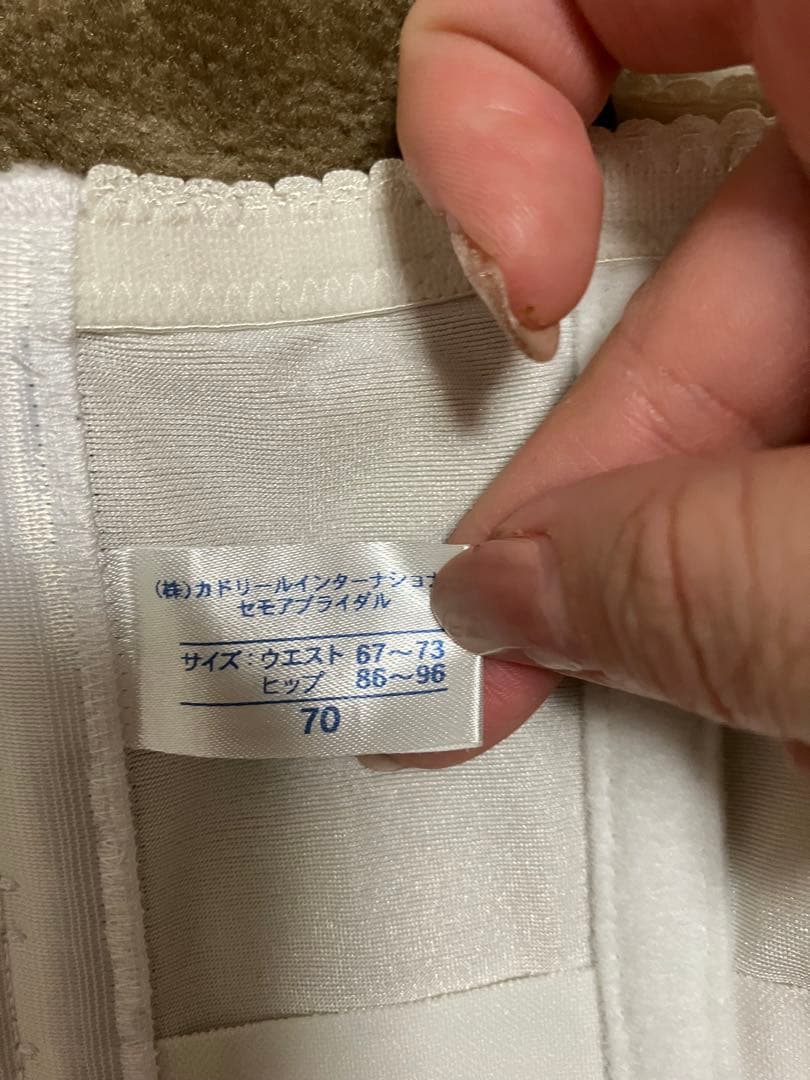 (株)カドリールインターナショナ
セモアブライダル
サイズ:ウエスト 67～73
ヒップ 86～96
70